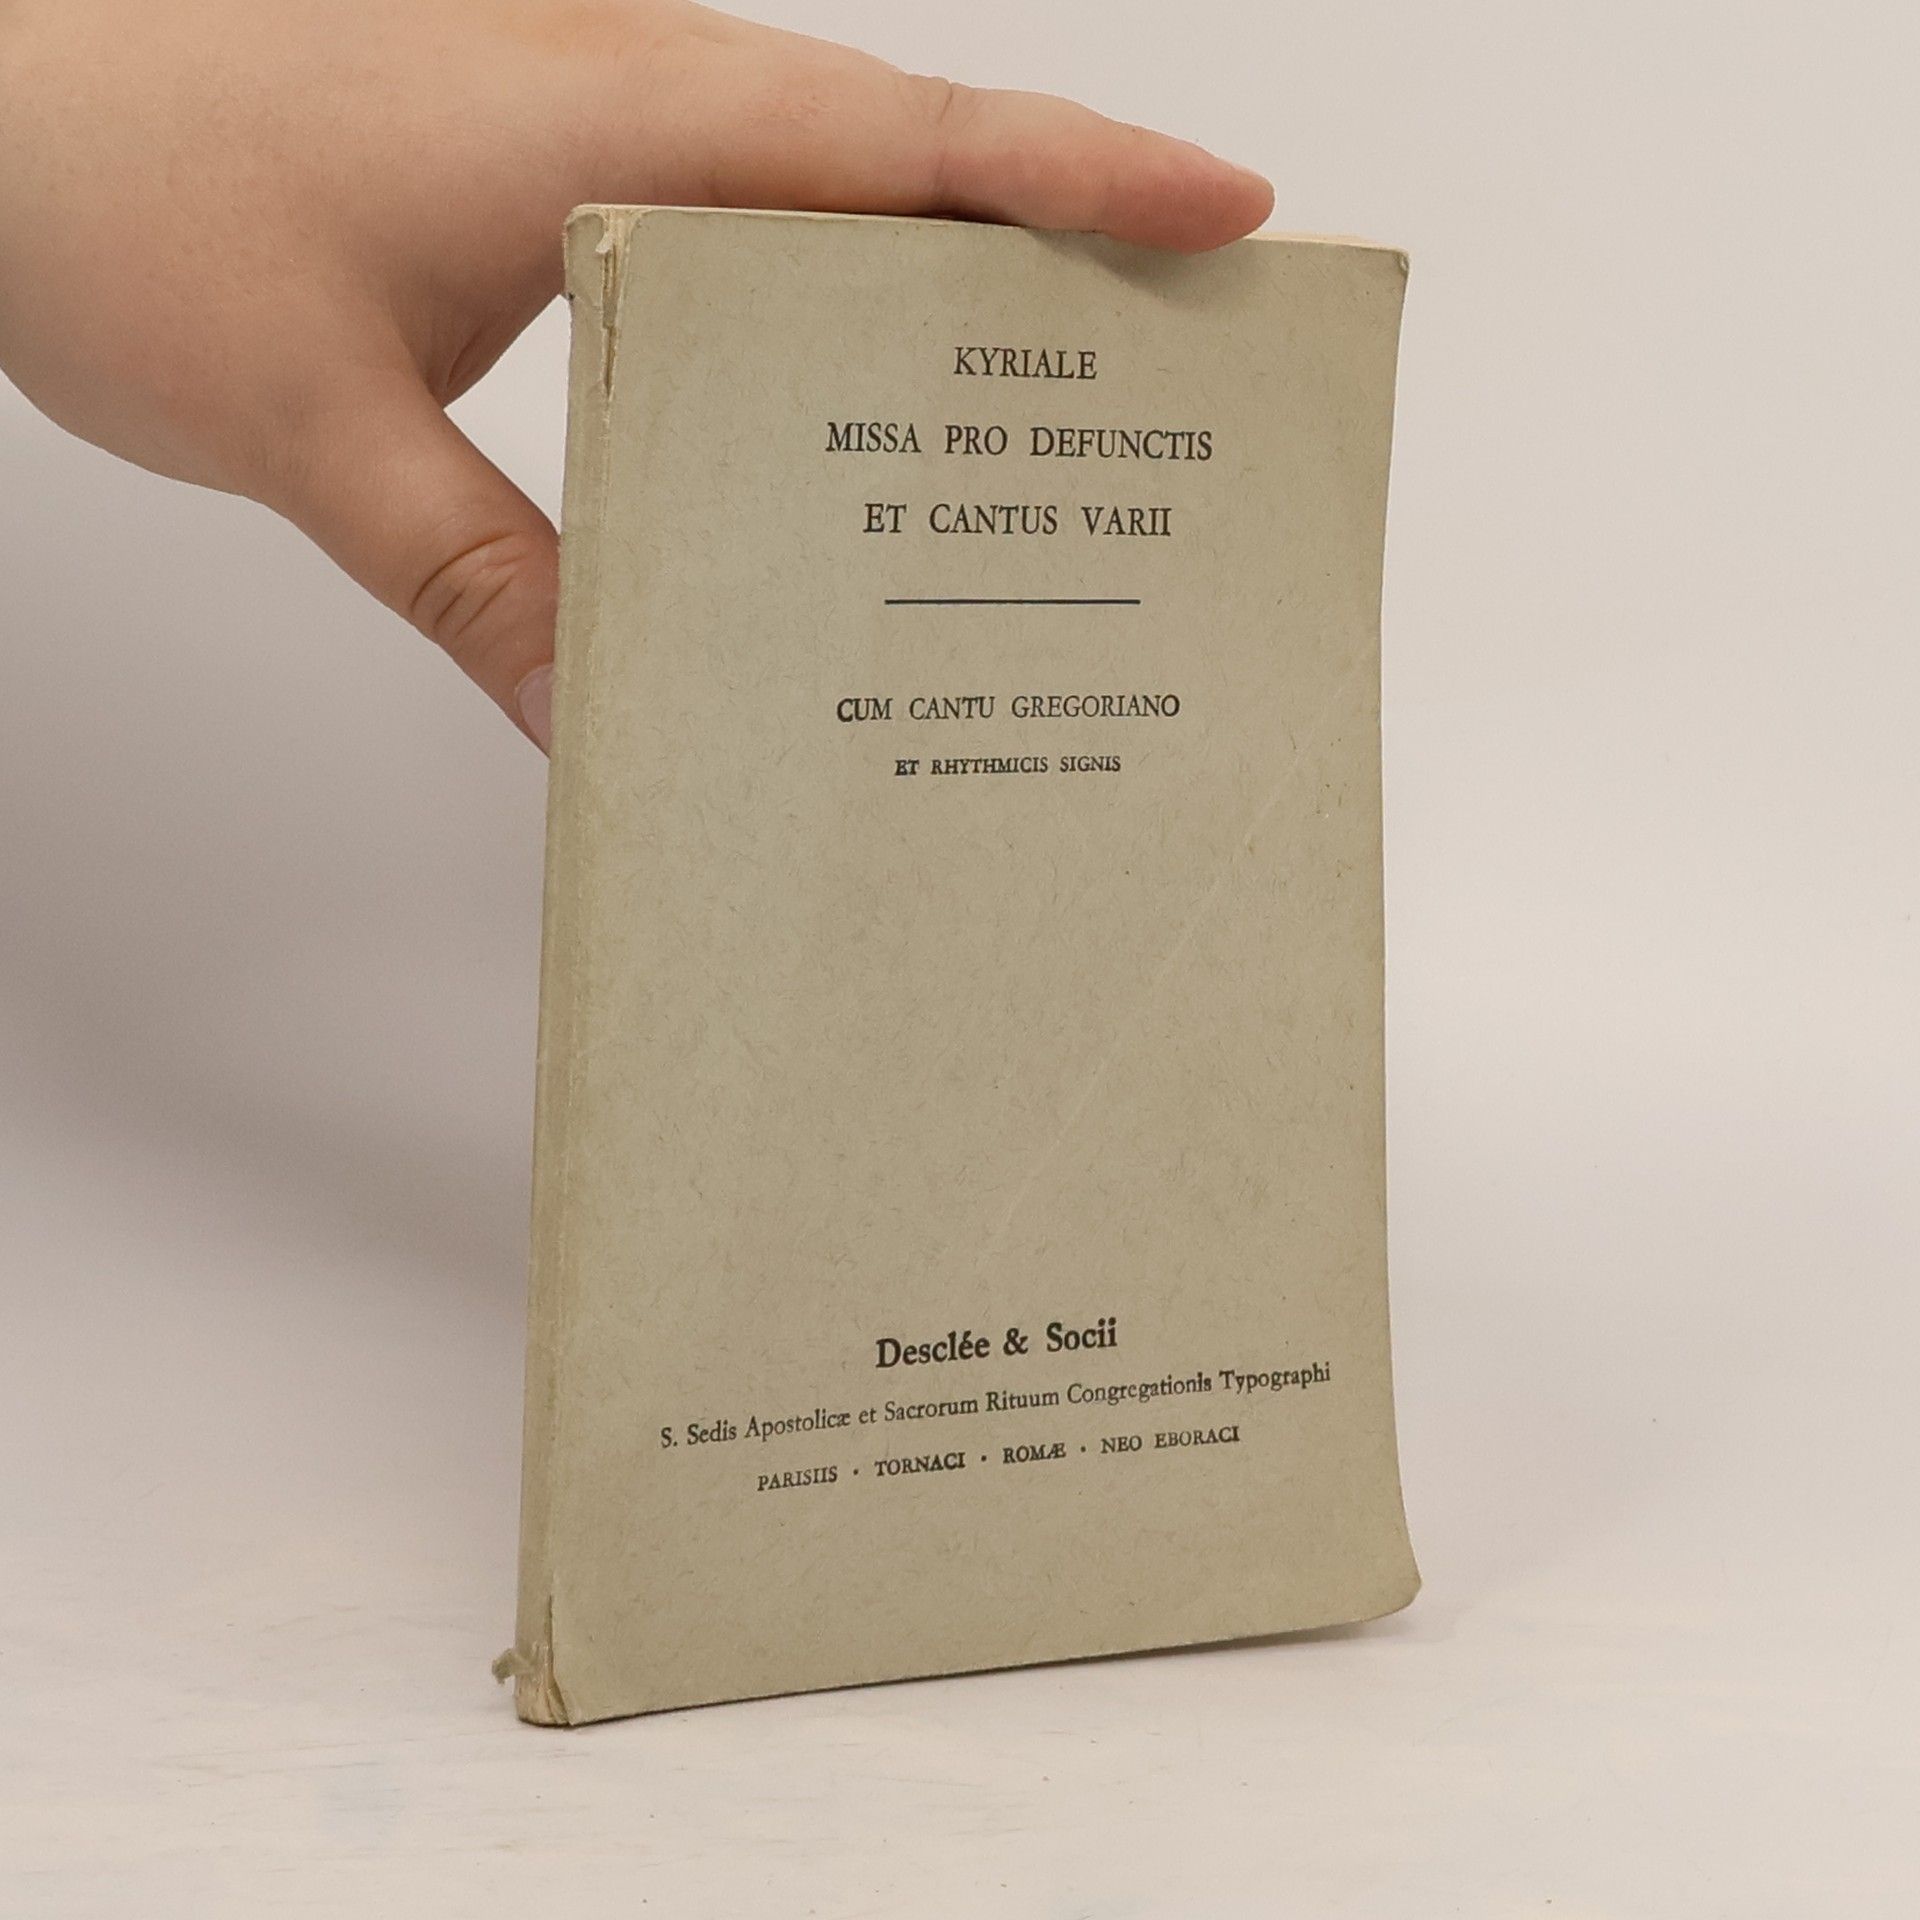 KYRIALE
MISSA PRO DEFUNCTIS
ET CANTUS VARII
CUM CANTU GREGORIANO
ET RHYTHMICIS SIGNIS
Desclée & Socii
S. Sedis Apostolicæ et Sacrorum Rituum Congregationis Typographi
PARISIIS · TORNACI · ROMÆ · NEO EBORACI